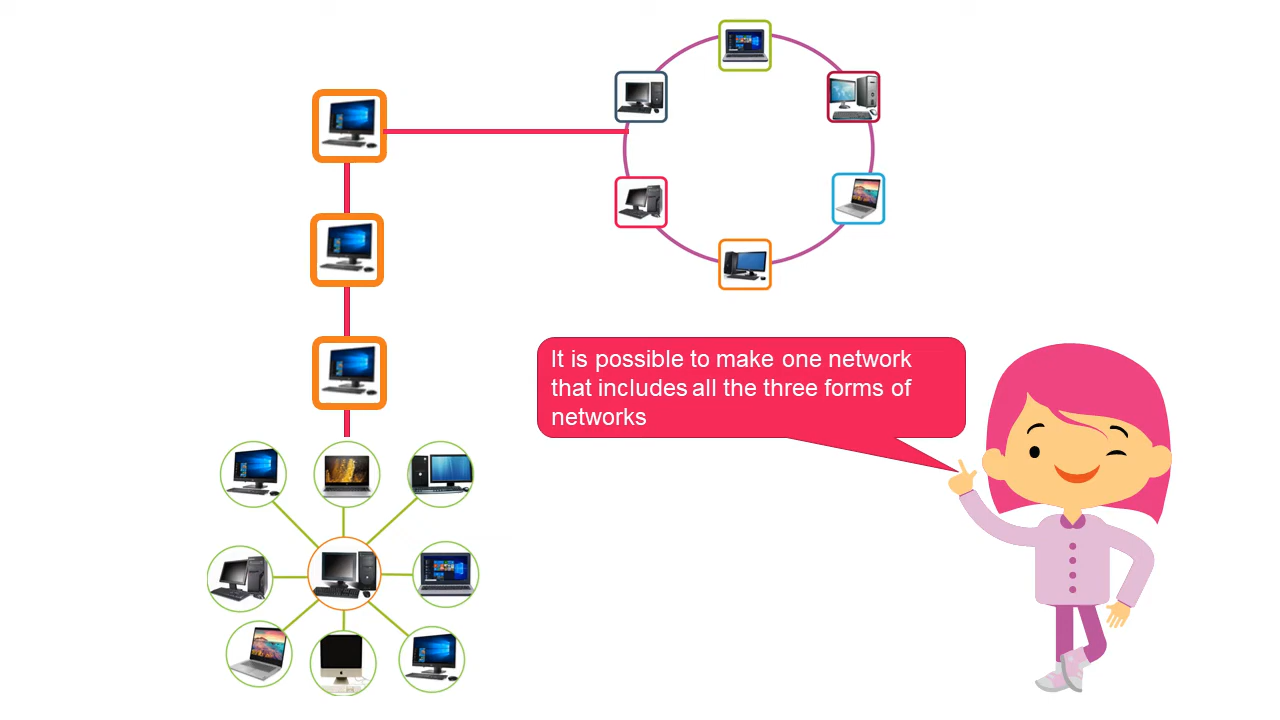 It is possible to make one network
that includes all the three forms of
networks